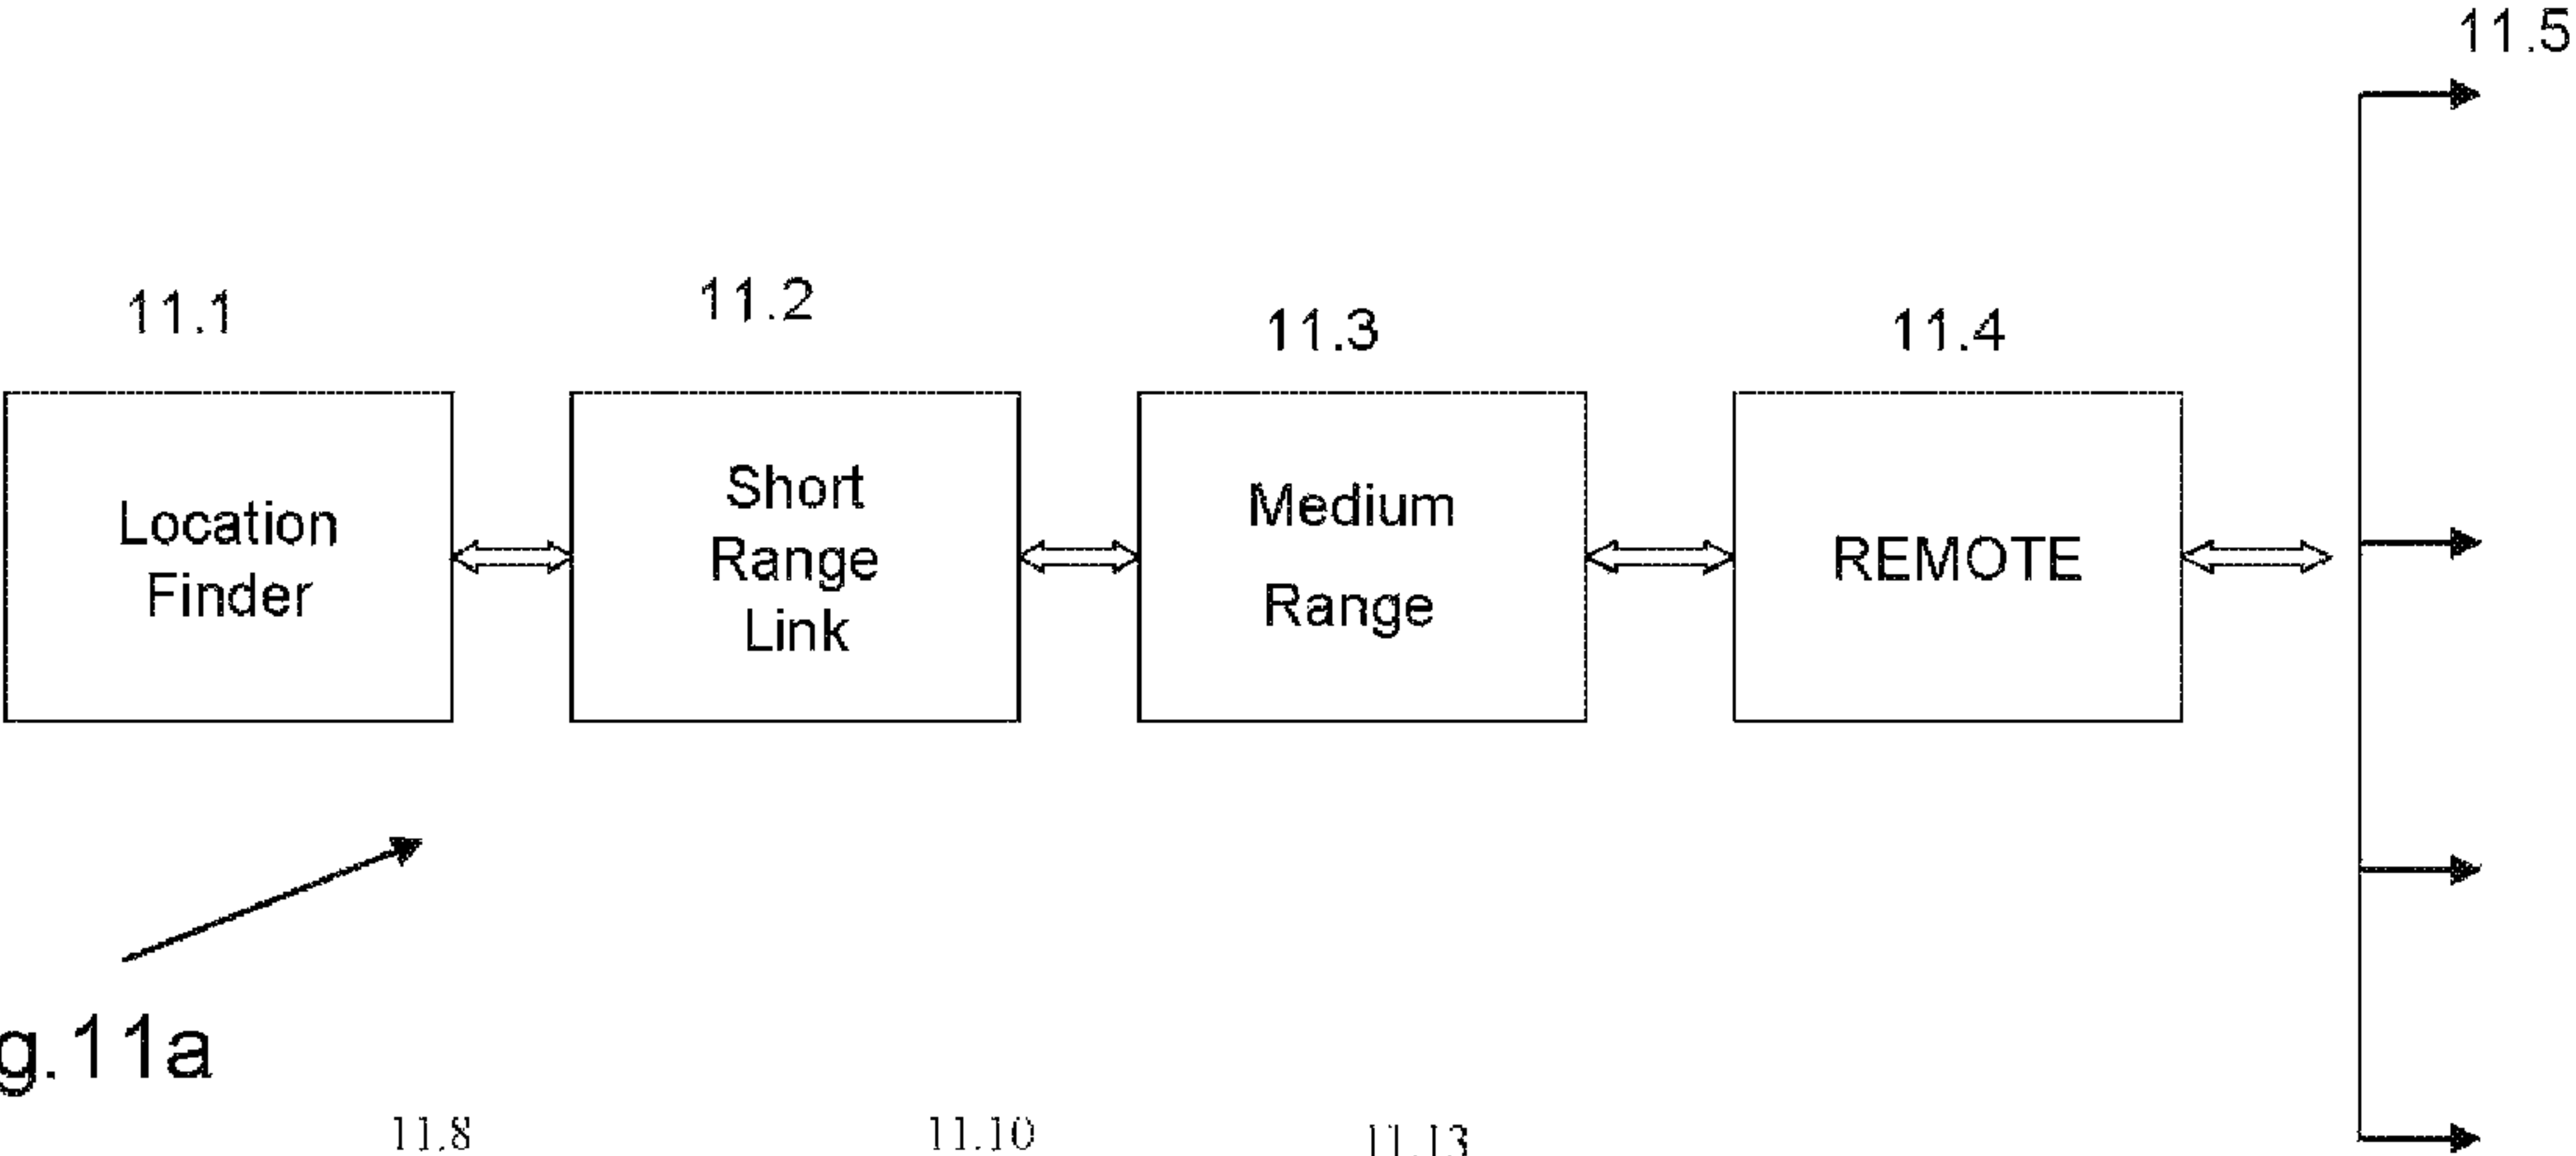 11.5
11.1
11.2
11.3
11.4
Location
Finder
Short
Range
Link
Medium
Range
REMOTE
g.11a
11.8
11.10
11.13